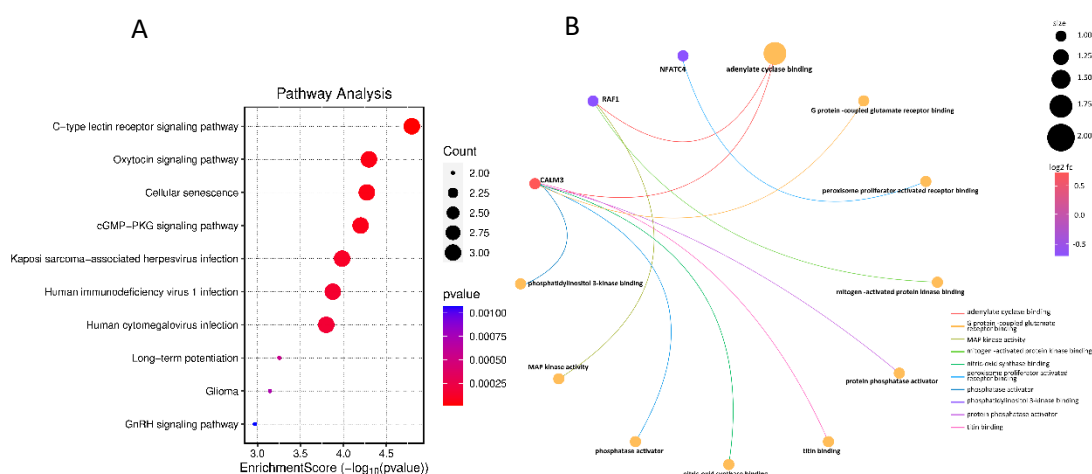 A
B
Pathway Analysis
C-type lectin receptor signaling pathway
Oxytocin signaling pathway
Cellular senescence
cGMP-PKG signaling pathway
Kaposi sarcoma-associated herpesvirus infection
Human immunodeficiency virus 1 infection
Human cytomegalovirus infection
Long-term potentiation
Glioma
GnRH signaling pathway
3.0 3.5 4.0 4.5
EnrichmentScore (-log10(pvalue))
Count
2.00
2.25
2.50
2.75
3.00
pvalue
0.00100
0.00075
0.00050
0.00025
NFATC4
adenylate cyclase binding
RAF1
G protein -coupled glutamate receptor binding
CALM3
peroxisome proliferator activated receptor binding
phosphatidylinositol 3-kinase binding
mitogen -activated protein kinase binding
MAP kinase activity
protein phosphatase activator
phosphatase activator
titin binding
nitric oxid synthase binding
size
1.00
1.25
1.50
1.75
2.00
log2 fc
0.5
0.0
-0.5
adenylate cyclase binding
G protein -coupled glutamate
receptor binding
MAP kinase activity
mitogen -activated protein kinase binding
nitric oxid synthase binding
peroxisome proliferator activated
receptor binding
phosphatase activator
phosphatidylinositol 3-kinase binding
protein phosphatase activator
titin binding